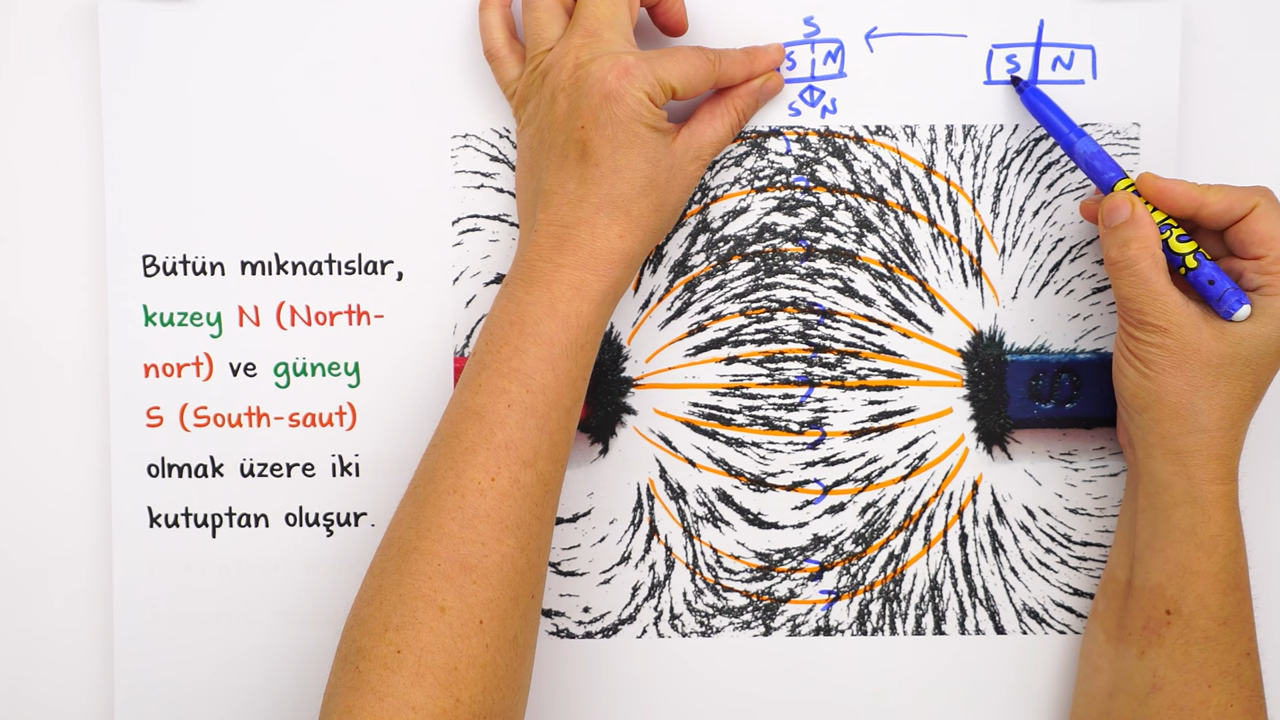 S
S N
S N
S N
Bütün mıknatıslar,
kuzey N (North-
nort) ve güney
S (South-saut)
olmak üzere iki
kutuptan oluşur.
S